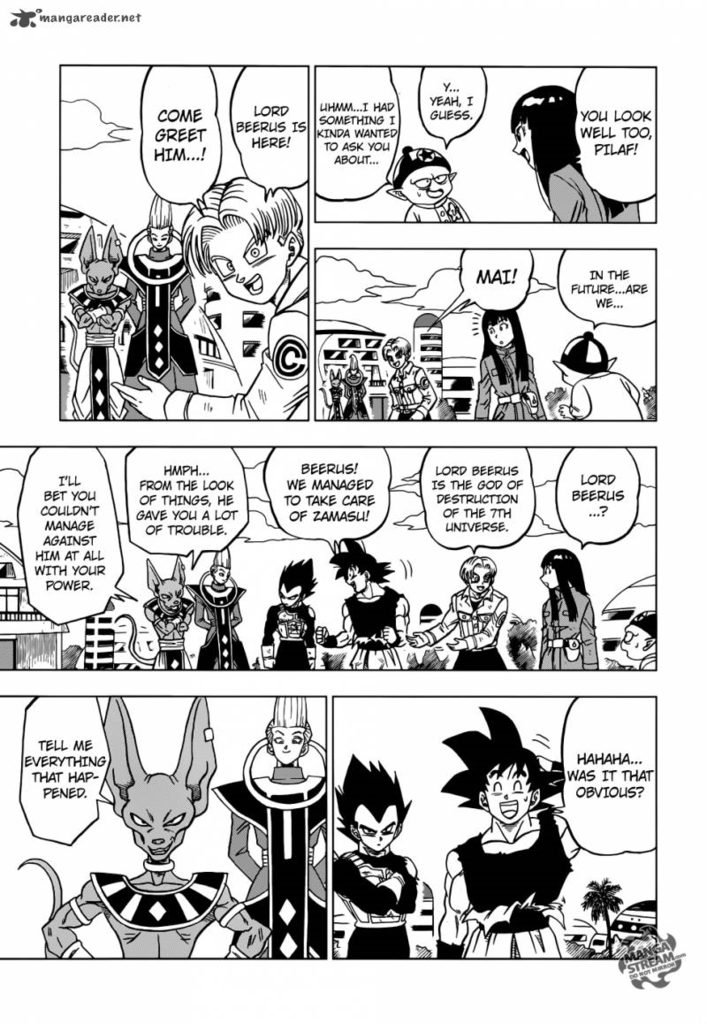 mangareader.net
YOU LOOK
WELL TOO,
PILAF!
Y...
YEAH, I
GUESS.
UHMM...I HAD
SOMETHING I
KINDA WANTED
TO ASK YOU
ABOUT...
IN THE
FUTURE...ARE
WE...
MAI!
LORD
BEERUS IS
HERE!
COME
GREET
HIM...!
C
LORD
BEERUS
...?
LORD BEERUS
IS THE GOD OF
DESTRUCTION
OF THE 7TH
UNIVERSE.
BEERUS!
WE MANAGED
TO TAKE CARE
OF ZAMASU!
HMPH...
FROM THE LOOK
OF THINGS, HE
GAVE YOU A LOT
OF TROUBLE.
I'LL
BET YOU
COULDN'T
MANAGE
AGAINST
HIM AT ALL
WITH YOUR
POWER.
HAHAHA...
WAS IT THAT
OBVIOUS?
TELL ME
EVERYTHING
THAT HAP-
PENED.
MANGA
STREAM.com
DO NOT MIRROR